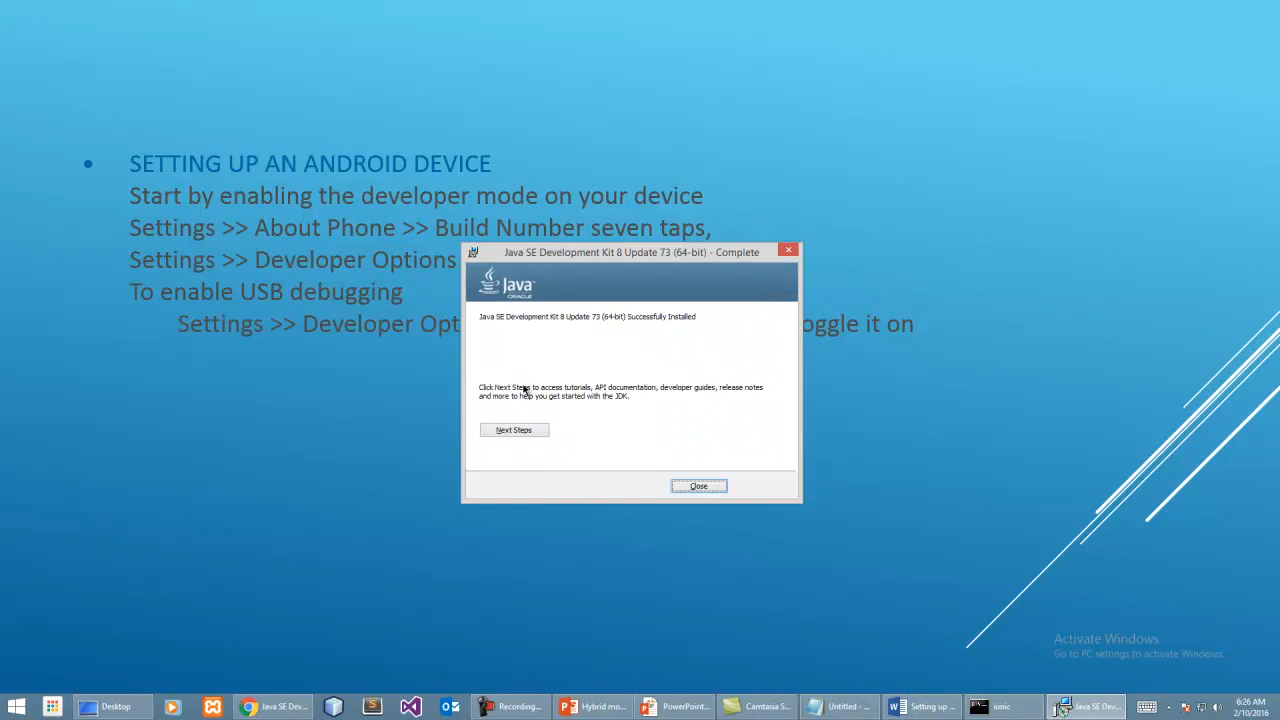 • SETTING UP AN ANDROID DEVICE
Start by enabling the developer mode on your device
Settings >> About Phone >> Build Number seven taps,
Settings >> Developer Options
To enable USB debugging
Settings >> Developer Opt
oggle it on
Java SE Development Kit 8 Update 73 (64-bit) - Complete
Java
ORACLE
Java SE Development Kit 8 Update 73 (64-bit) Successfully Installed
Click Next Steps to access tutorials, API documentation, developer guides, release notes
and more to help you get started with the JDK.
Next Steps
Close
Activate Windows
Go to PC settings to activate Windows.
Desktop
Java SE Dev...
Recording...
Hybrid mo...
PowerPoint...
Camtasia S...
Untitled - ...
Setting up ...
ionic
Java SE Dev...
6:26 AM
2/10/2016